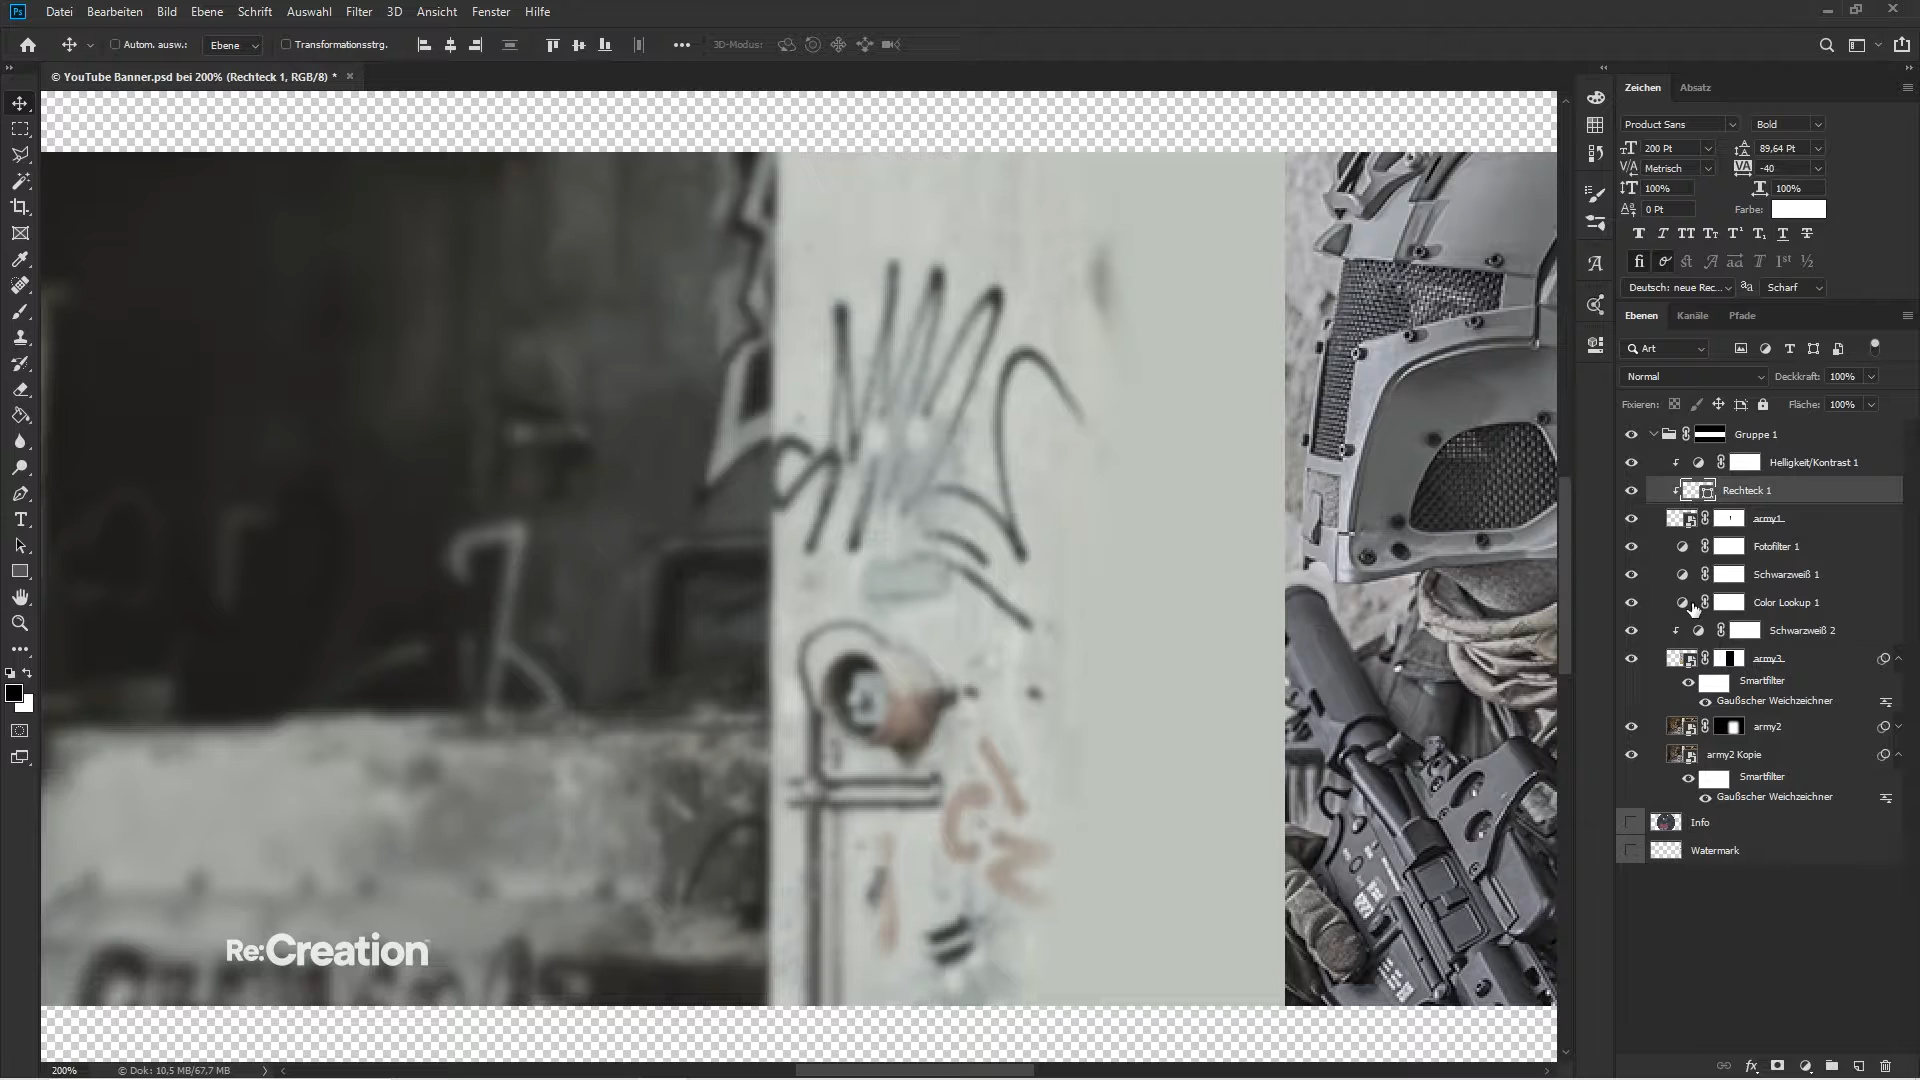 Ps Datei Bearbeiten Bild Ebene Schrift Auswahl Filter 3D Ansicht Fenster Hilfe
Autom. ausw.: Ebene Transformationsstrg. 3D-Modus:
© YouTube Banner.psd bei 200% (Rechteck 1, RGB/8) *
Zeichen Absatz
Product Sans Bold
200 Pt 89,64 Pt
Metrisch -40
100% 100%
0 Pt Farbe:
Deutsch: neue Rec... Scharf
Ebenen Kanäle Pfade
Art
Normal Deckkraft: 100%
Fixieren: Fläche: 100%
Gruppe 1
Helligkeit/Kontrast 1
Rechteck 1
army1
Fotofilter 1
Schwarzweiß 1
Color Lookup 1
Schwarzweiß 2
army3
Smartfilter
Gaußscher Weichzeichner
army2
army2 Kopie
Smartfilter
Gaußscher Weichzeichner
Info
Watermark
Re:Creation
200% © Dok: 10,5 MB/67,7 MB